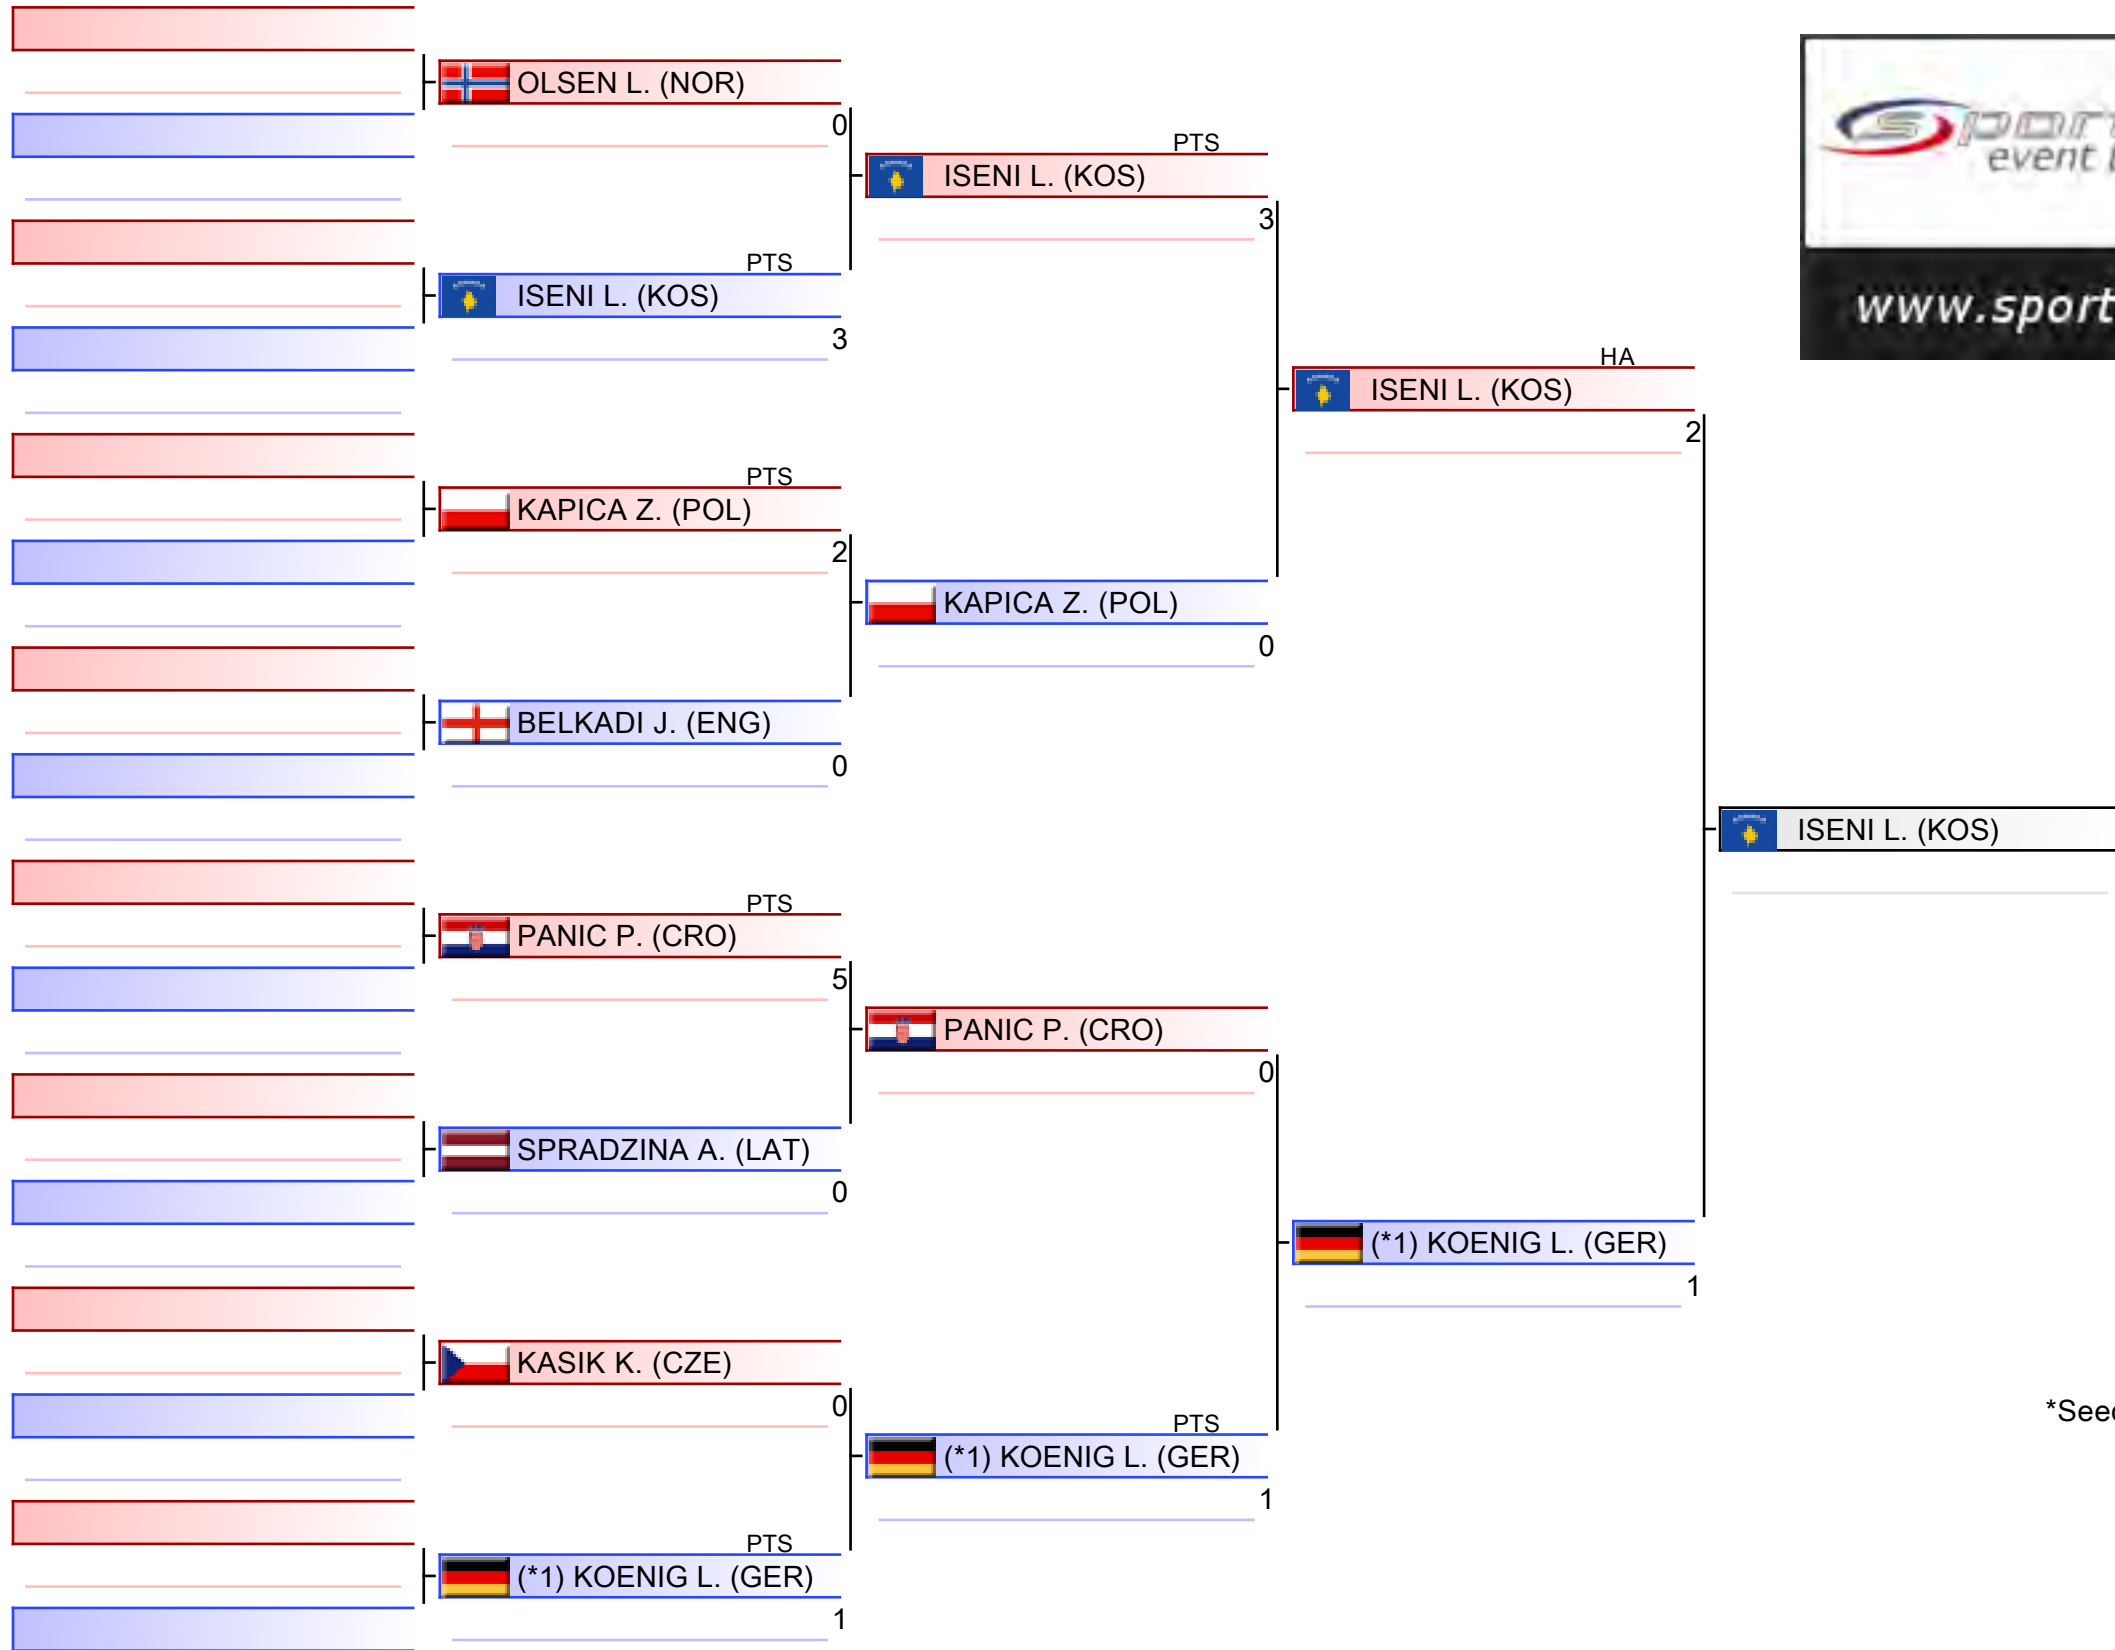 OLSEN L. (NOR)
0
PTS
ISENI L. (KOS)
3
PTS
KAPICA Z. (POL)
2
BELKADI J. (ENG)
0
PTS
PANIC P. (CRO)
5
SPRADZINA A. (LAT)
0
KASIK K. (CZE)
0
PTS
(*1) KOENIG L. (GER)
1
PTS
ISENI L. (KOS)
3
KAPICA Z. (POL)
0
PANIC P. (CRO)
0
PTS
(*1) KOENIG L. (GER)
1
HA
ISENI L. (KOS)
2
(*1) KOENIG L. (GER)
1
ISENI L. (KOS)
event
www.sport